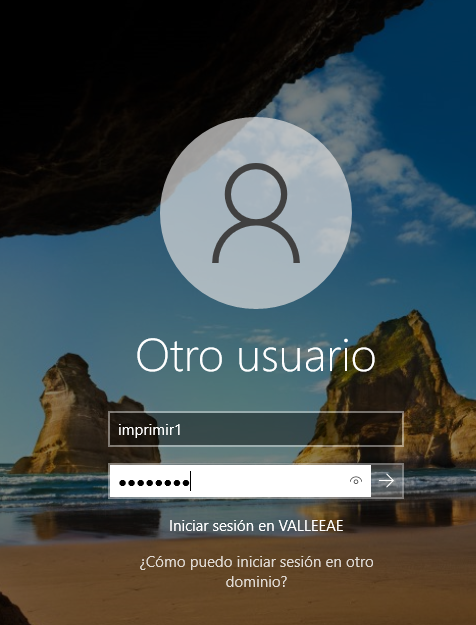 Otro usuario
imprimir1
●●●●●●●●
Iniciar sesión en VALLEEAE
¿Cómo puedo iniciar sesión en otro
dominio?